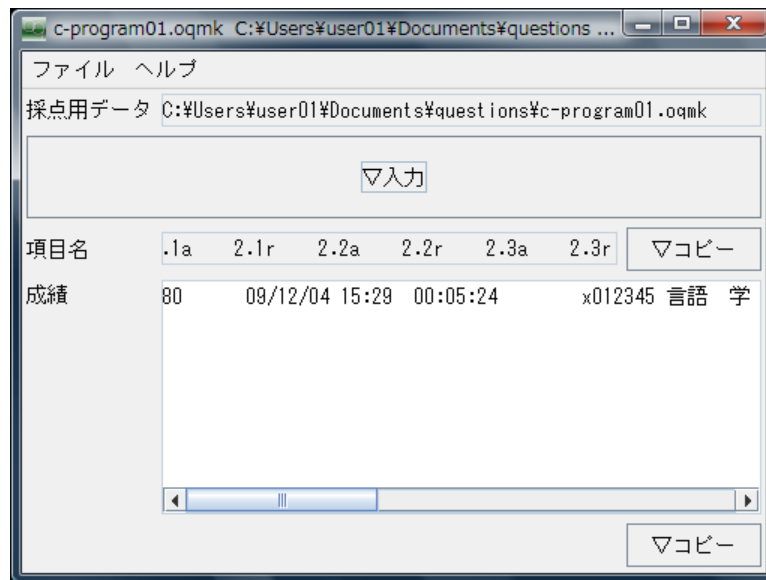 c-program01.oqmk C:¥Users¥user01¥Documents¥questions ...
ファイル ヘルプ
採点用データ C:¥Users¥user01¥Documents¥questions¥c-program01.oqmk
▽入力
項目名 .1a 2.1r 2.2a 2.2r 2.3a 2.3r ▽コピー
成績 80 09/12/04 15:29 00:05:24 x012345 言語 学
▽コピー